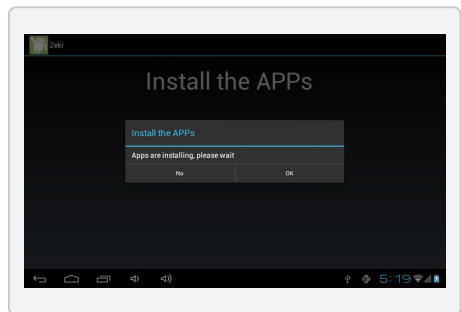 Zeki
Install the APPs
Install the APPs
Apps are installing, please wait
No OK
5:19